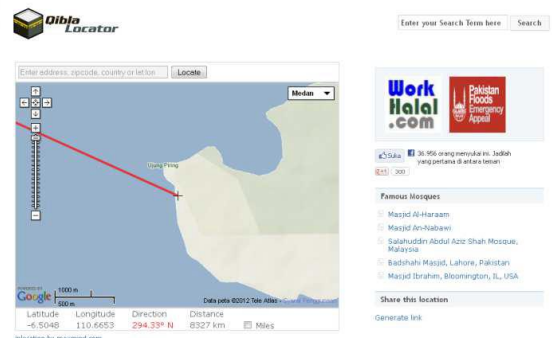 Qibla
Locator
Enter your Search Term here
Search
Enter address, zipcode, country or let lon
Locate
Medan
Ujung Piring
POWERED BY
Google
1000 m
500 m
Data peta ©2012 Tele Atlas -
Latitude Longitude Direction Distance
-6.5048 110.6653 294.33° N 8327 km Miles
Work
Halal
.com
Pakistan
Floods
Emergency
Appeal
Suka
36.956 orang menyukai ini. Jadilah
yang pertama di antara teman
300
Famous Mosques
Masjid Al-Haraam
Masjid An-Nabawi
Salahuddin Abdul Aziz Shah Mosque,
Malaysia
Badshahi Masjid, Lahore, Pakistan
Masjid Ibrahim, Bloomington, IL, USA
Share this location
Generate link